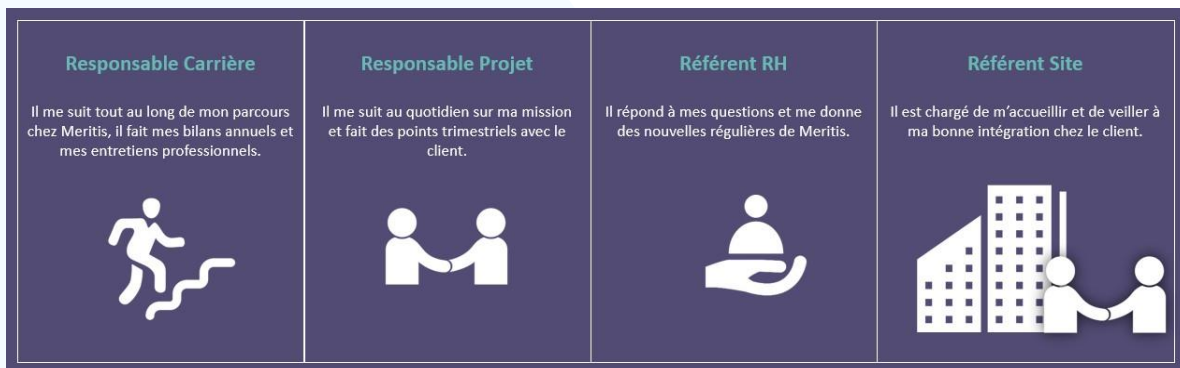 Responsable Carrière
Il me suit tout au long de mon parcours
chez Meritis, il fait mes bilans annuels et
mes entretiens professionnels.
Responsable Projet
Il me suit au quotidien sur ma mission
et fait des points trimestriels avec le
client.
Référent RH
Il répond à mes questions et me donne
des nouvelles régulières de Meritis.
Référent Site
Il est chargé de m’accueillir et de veiller à
ma bonne intégration chez le client.